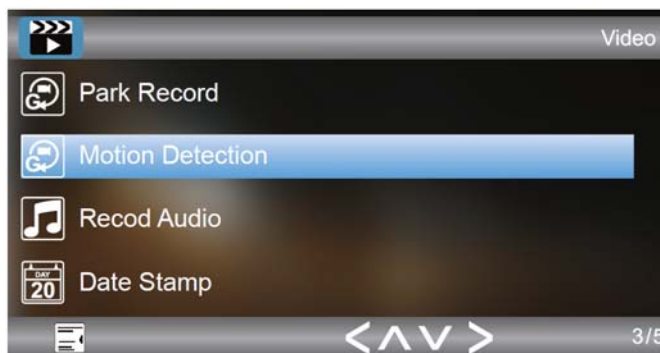 Video
Park Record
G
Motion Detection
G
Recod Audio
Date Stamp
DAY
20
3/5